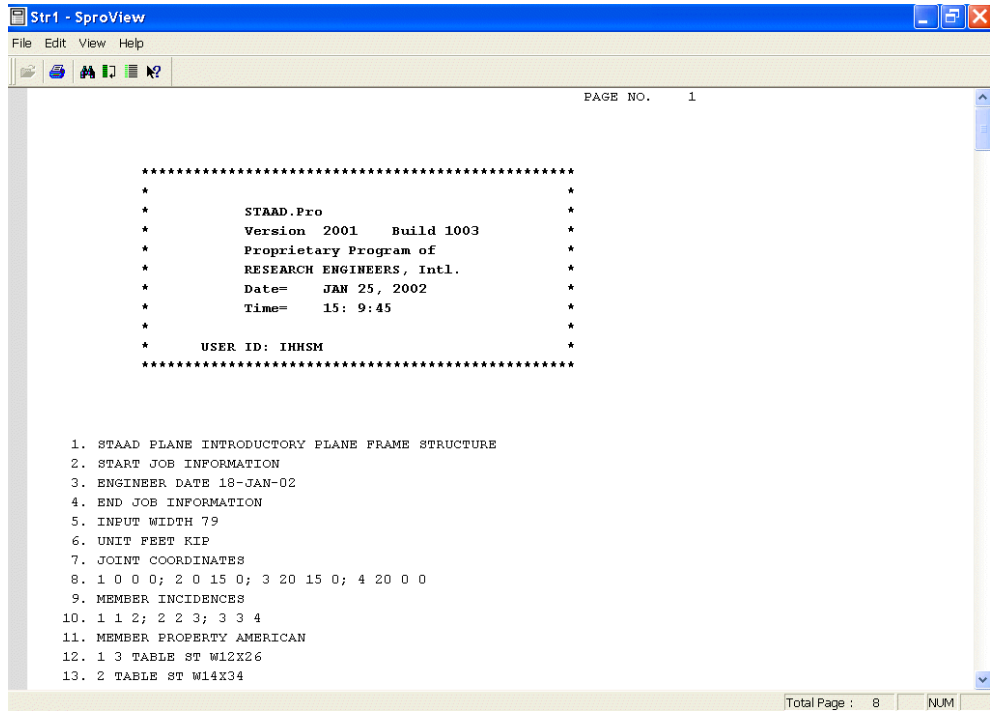 Str1 - SproView
File Edit View Help
PAGE NO. 1
**************************************************
* *
* STAAD.Pro *
* Version 2001 Build 1003 *
* Proprietary Program of *
* RESEARCH ENGINEERS, Intl. *
* Date= JAN 25, 2002 *
* Time= 15: 9:45 *
* *
* USER ID: IHHSM *
**************************************************
1. STAAD PLANE INTRODUCTORY PLANE FRAME STRUCTURE
2. START JOB INFORMATION
3. ENGINEER DATE 18-JAN-02
4. END JOB INFORMATION
5. INPUT WIDTH 79
6. UNIT FEET KIP
7. JOINT COORDINATES
8. 1 0 0 0; 2 0 15 0; 3 20 15 0; 4 20 0 0
9. MEMBER INCIDENCES
10. 1 1 2; 2 2 3; 3 3 4
11. MEMBER PROPERTY AMERICAN
12. 1 3 TABLE ST W12X26
13. 2 TABLE ST W14X34
Total Page : 8 NUM